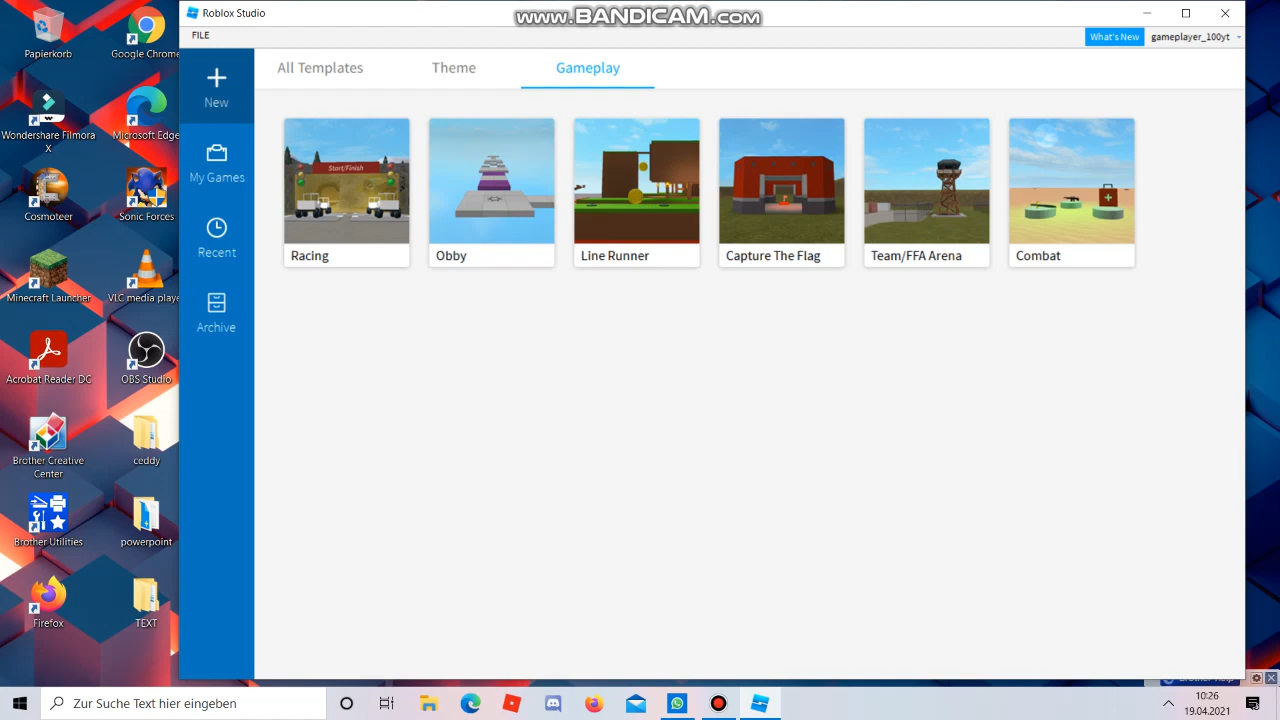 www.BANDICAM.com
Roblox Studio
FILE
What's New
gameplayer_100yt
New
My Games
Recent
Archive
All Templates
Theme
Gameplay
Start/Finish
Racing
Obby
Line Runner
Capture The Flag
Team/FFA Arena
Combat
Papierkorb
Google Chrome
Wondershare Filmora
X
Microsoft Edge
Cosmoteer
Sonic Forces
Minecraft Launcher
VLC media playe
Acrobat Reader DC
OBS Studio
Brother Creative
Center
ceddy
Brother Utilities
powerpoint
Firefox
TEXT
Zur Suche Text hier eingeben
10:26
19.04.2021